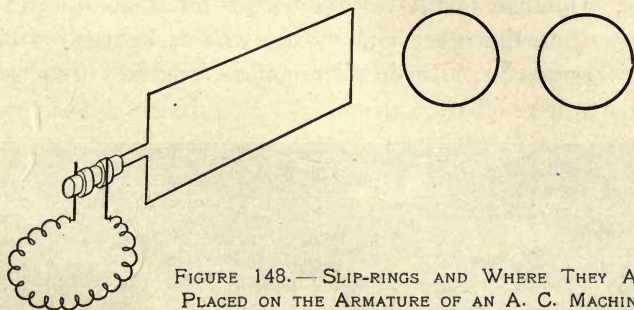 FIGURE 148.— SLIP-RINGS AND WHERE THEY A
PLACED ON THE ARMATURE OF AN A. C. MACHIN